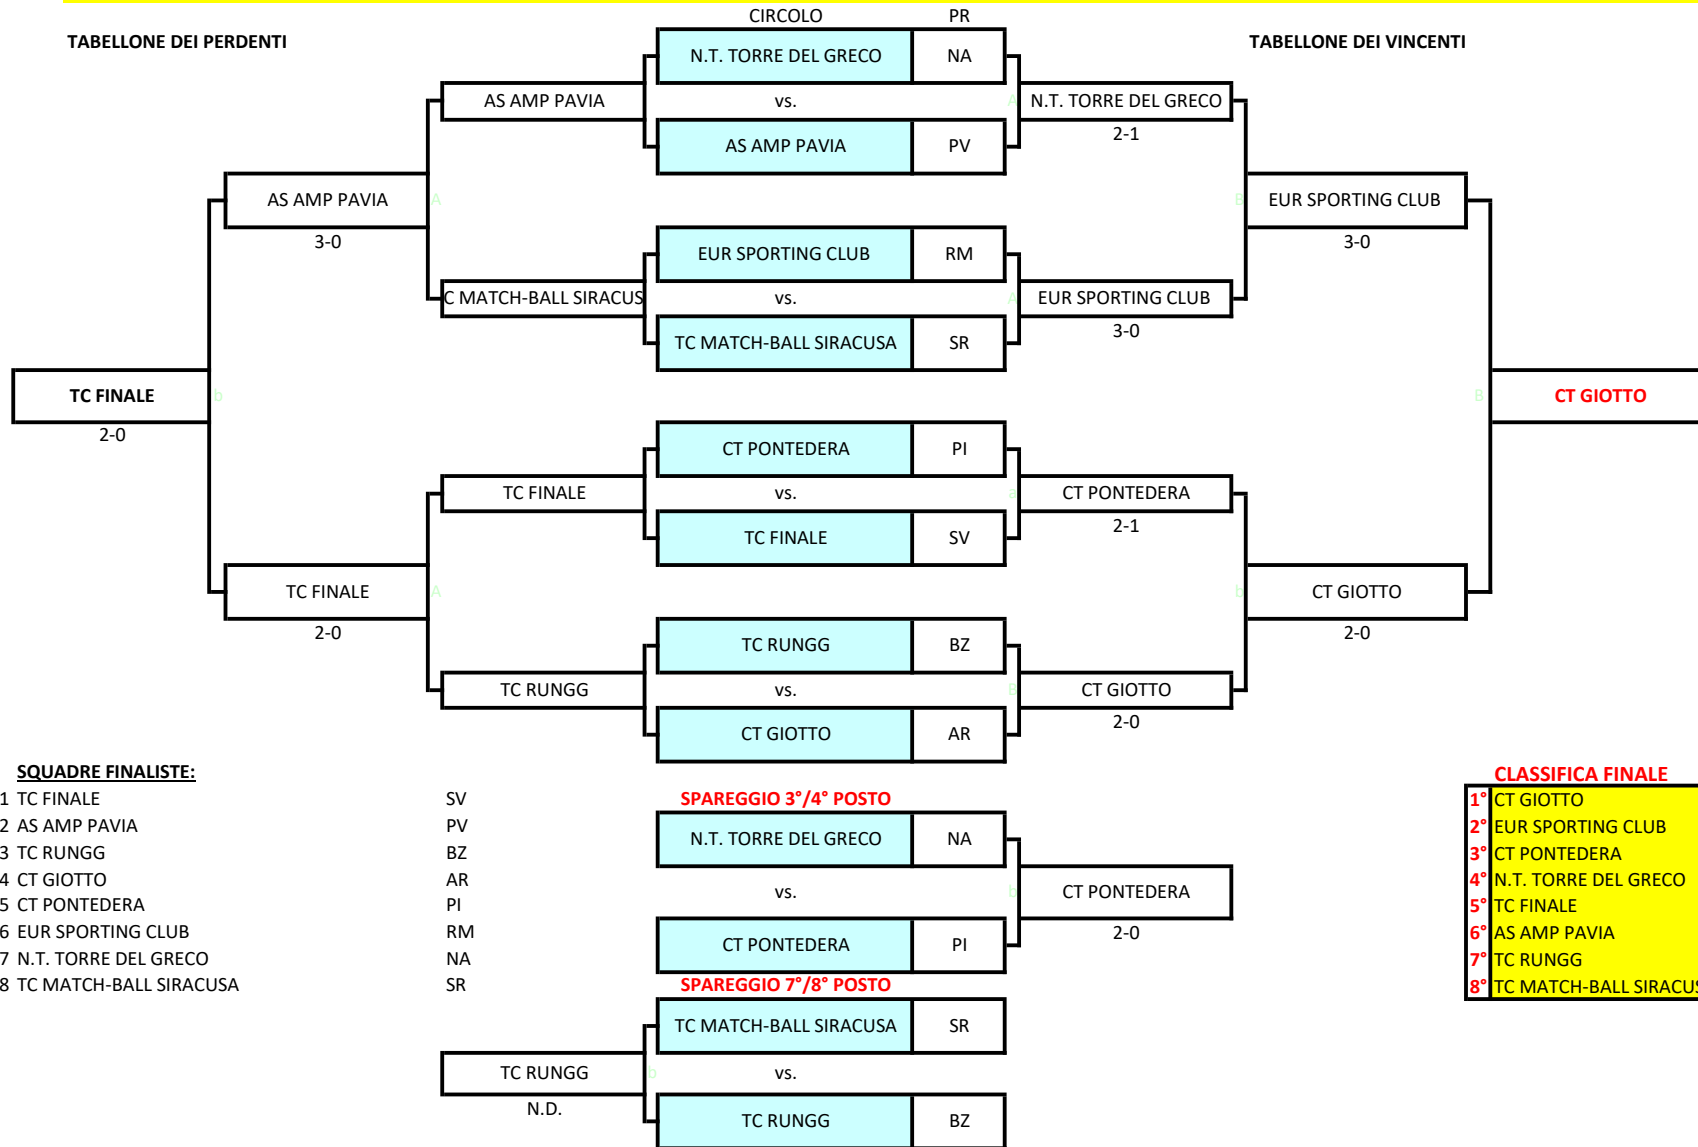 CIRCOLO PR
TABELLONE DEI PERDENTI TABELLONE DEI VINCENTI
N.T. TORRE DEL GRECO NA
AS AMP PAVIA vs. A N.T. TORRE DEL GRECO
2-1
AS AMP PAVIA PV
AS AMP PAVIA A B EUR SPORTING CLUB
3-0 3-0
EUR SPORTING CLUB RM
C MATCH-BALL SIRACUS vs. A EUR SPORTING CLUB
3-0
TC MATCH-BALL SIRACUSA SR
TC FINALE b B CT GIOTTO
2-0
CT PONTEDERA PI
TC FINALE vs. a CT PONTEDERA
2-1
TC FINALE SV
TC FINALE A b CT GIOTTO
2-0 2-0
TC RUNGG BZ
TC RUNGG vs. B CT GIOTTO
2-0
CT GIOTTO AR
SQUADRE FINALISTE: CLASSIFICA FINALE
1 TC FINALE SV SPAREGGIO 3°/4° POSTO 1° CT GIOTTO
2 AS AMP PAVIA PV 2° EUR SPORTING CLUB
N.T. TORRE DEL GRECO NA
3 TC RUNGG BZ 3° CT PONTEDERA
4 CT GIOTTO AR 4° N.T. TORRE DEL GRECO
vs. b CT PONTEDERA
5 CT PONTEDERA PI 5° TC FINALE
6 EUR SPORTING CLUB RM 2-0 6° AS AMP PAVIA
CT PONTEDERA PI
7 N.T. TORRE DEL GRECO NA 7° TC RUNGG
8 TC MATCH-BALL SIRACUSA SR SPAREGGIO 7°/8° POSTO 8° TC MATCH-BALL SIRACUS
TC MATCH-BALL SIRACUSA SR
TC RUNGG b vs.
N.D.
TC RUNGG BZ